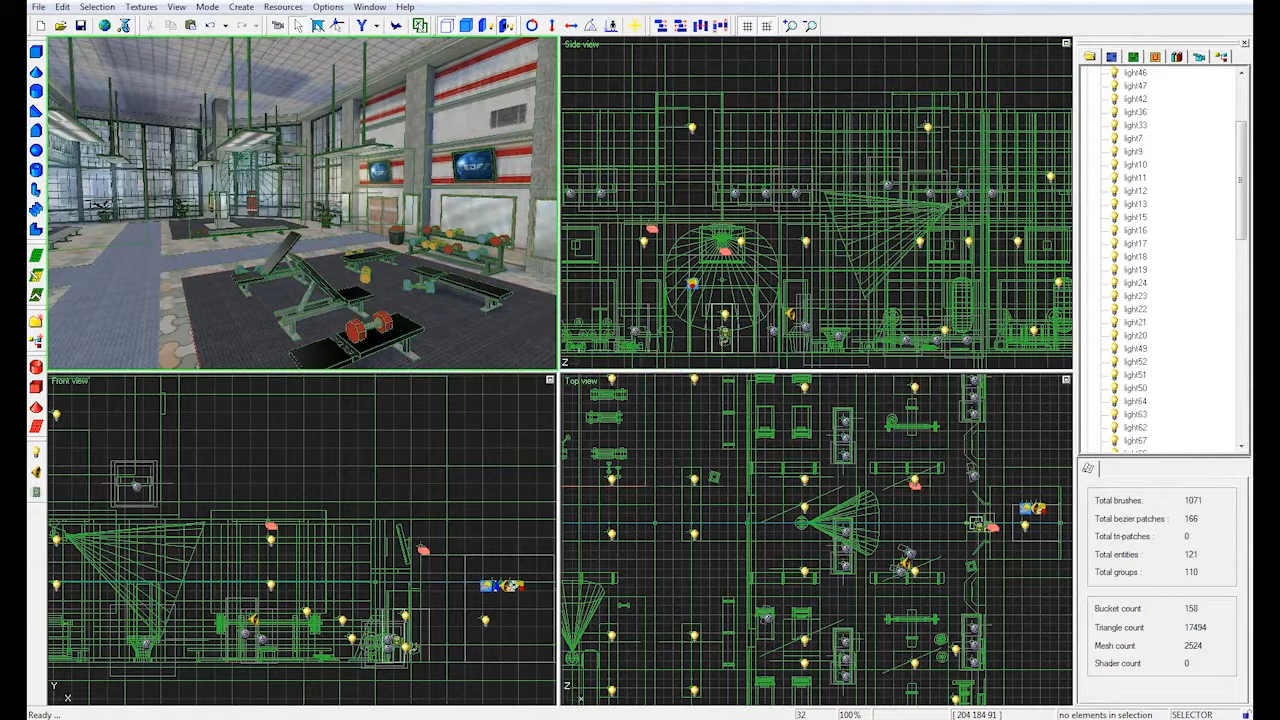 File Edit Selection Textures View Mode Create Resources Options Window Help
Side view
Z
Front view
Y
X
Top view
Z
light46
light47
light42
light36
light33
light7
light9
light10
light11
light12
light13
light15
light16
light17
light18
light19
light24
light23
light22
light21
light20
light49
light52
light51
light50
light64
light63
light62
light67
Total brushes: 1071
Total bezier patches : 166
Total tri-patches : 0
Total entities : 121
Total groups : 110
Bucket count : 158
Triangle count : 17494
Mesh count : 2524
Shader count : 0
Ready ... 32 100% [ 204 184 91 ] no elements in selection SELECTOR